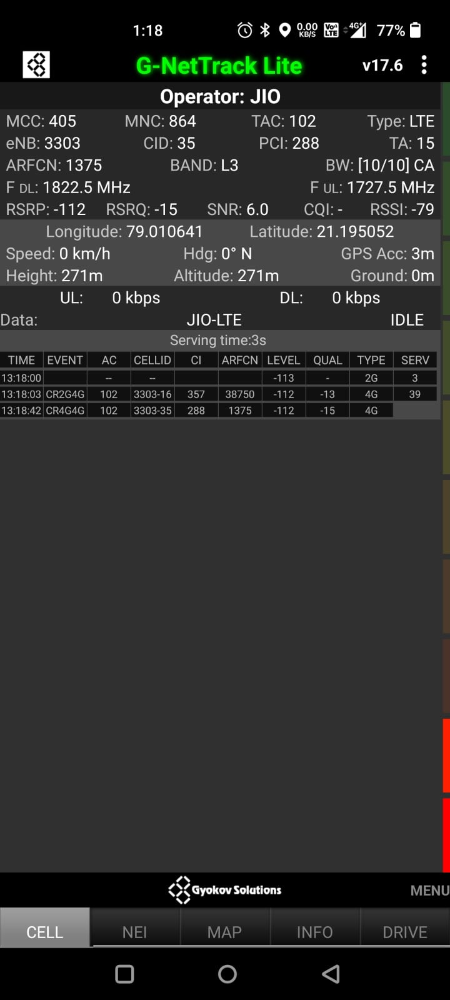 1:18 0.00 KB/S Vo)) LTE 4G+ 77%
G-NetTrack Lite v17.6
Operator: JIO
MCC: 405 MNC: 864 TAC: 102 Type: LTE
eNB: 3303 CID: 35 PCI: 288 TA: 15
ARFCN: 1375 BAND: L3 BW: [10/10] CA
F DL: 1822.5 MHz F UL: 1727.5 MHz
RSRP: -112 RSRQ: -15 SNR: 6.0 CQI: - RSSI: -79
Longitude: 79.010641 Latitude: 21.195052
Speed: 0 km/h Hdg: 0° N GPS Acc: 3m
Height: 271m Altitude: 271m Ground: 0m
UL: 0 kbps DL: 0 kbps
Data: JIO-LTE IDLE
Serving time:3s
TIME EVENT AC CELLID CI ARFCN LEVEL QUAL TYPE SERV
13:18:00 -- -- -113 - 2G 3
13:18:03 CR2G4G 102 3303-16 357 38750 -112 -13 4G 39
13:18:42 CR4G4G 102 3303-35 288 1375 -112 -15 4G
Gyokov Solutions MENU
CELL NEI MAP INFO DRIVE